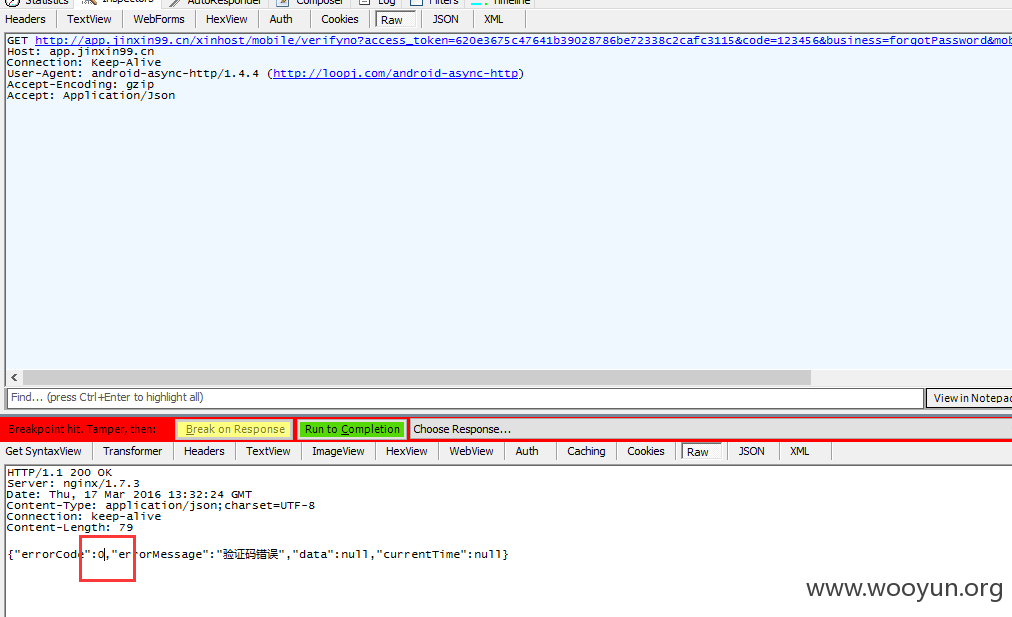 Statistics Inspectors AutoResponder Composer Log Filters Timeline
Headers TextView WebForms HexView Auth Cookies Raw JSON XML
GET http://app.jinxin99.cn/xinhost/mobile/verifyno?access_token=620e3675c47641b39028786be72338c2cafc3115&code=123456&business=forgotPassword&mob
Host: app.jinxin99.cn
Connection: Keep-Alive
User-Agent: android-async-http/1.4.4 (http://loopj.com/android-async-http)
Accept-Encoding: gzip
Accept: Application/Json
Find... (press Ctrl+Enter to highlight all) View in Notepad
Breakpoint hit. Tamper, then: Break on Response Run to Completion Choose Response...
Get SyntaxView Transformer Headers TextView ImageView HexView WebView Auth Caching Cookies Raw JSON XML
HTTP/1.1 200 OK
Server: nginx/1.7.3
Date: Thu, 17 Mar 2016 13:32:24 GMT
Content-Type: application/json;charset=UTF-8
Connection: keep-alive
Content-Length: 79
{"errorCode":0,"errorMessage":"验证码错误","data":null,"currentTime":null}
www.wooyun.org